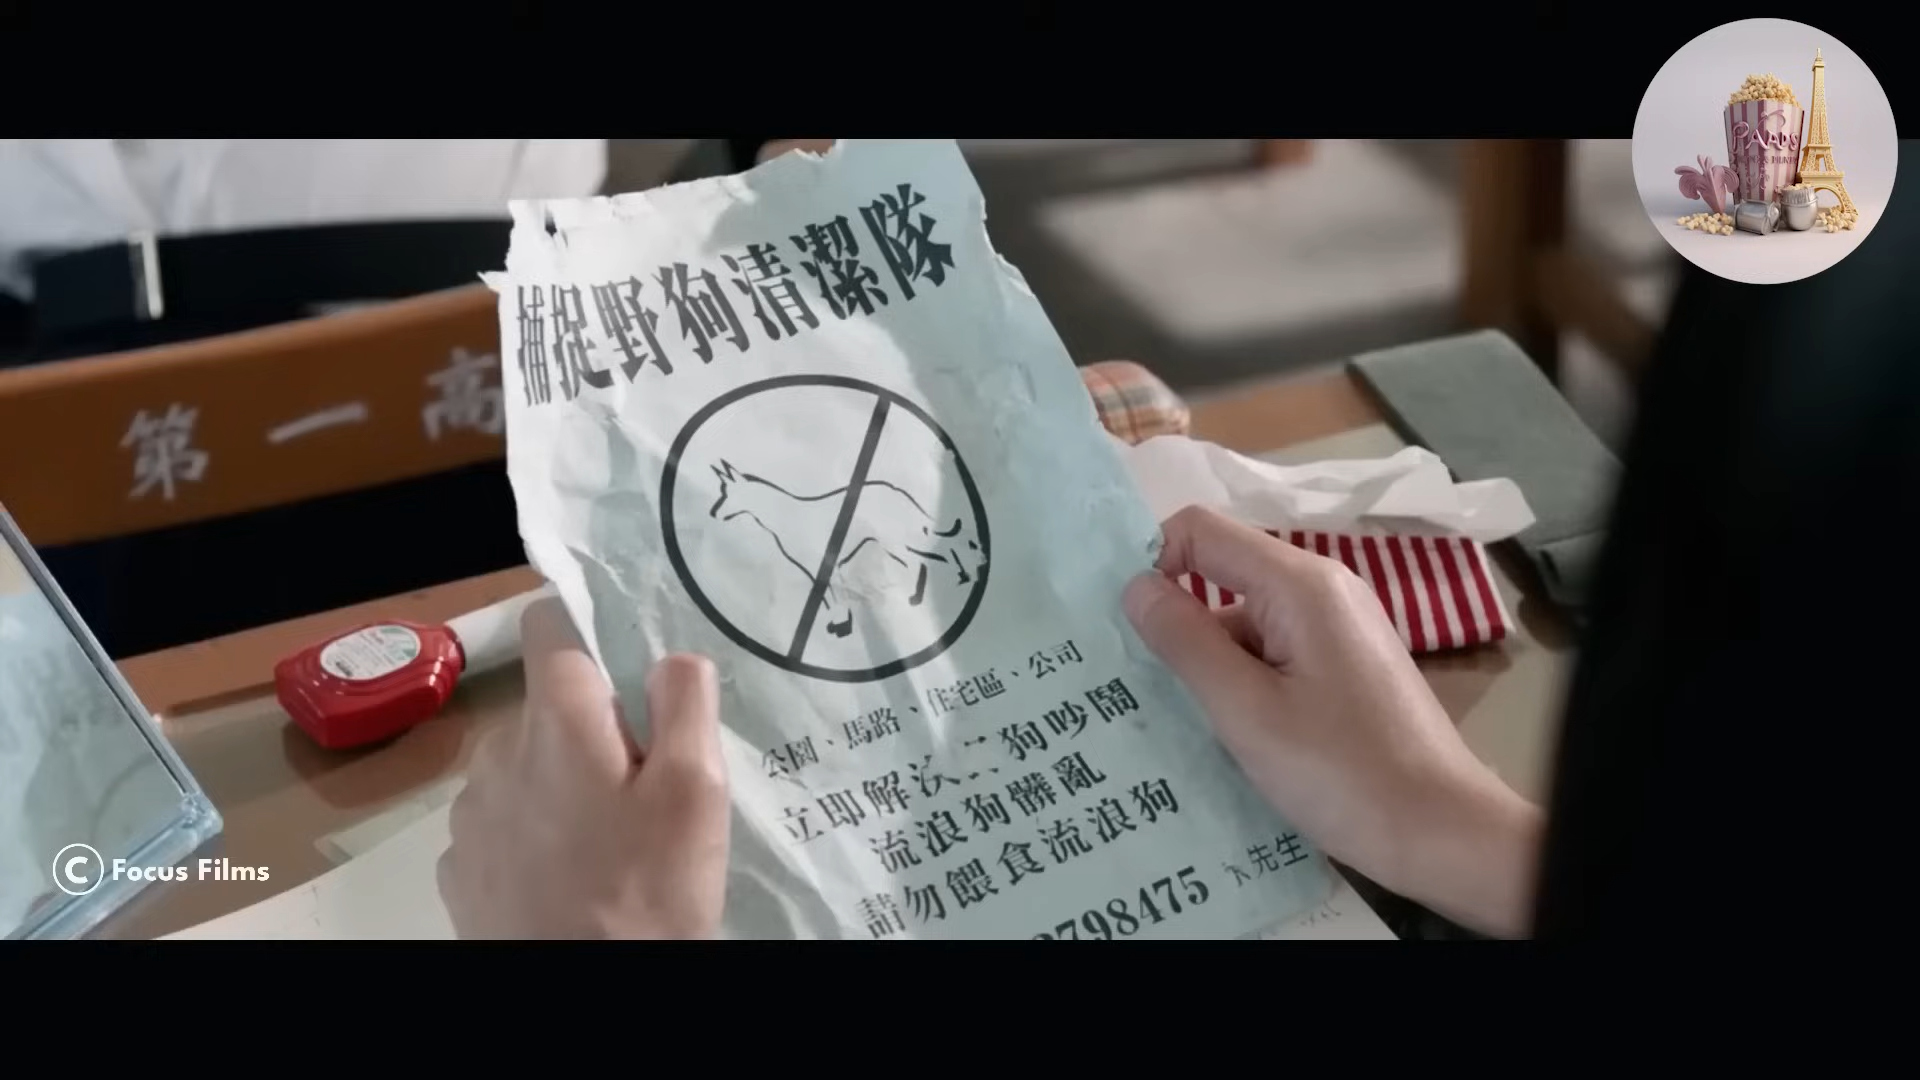 捕捉野狗清潔隊
公園、馬路、住宅區、公司
立即解決 狗吵鬧
流浪狗髒亂
請勿餵食流浪狗
798475 先生
第一高
© Focus Films
PARIS